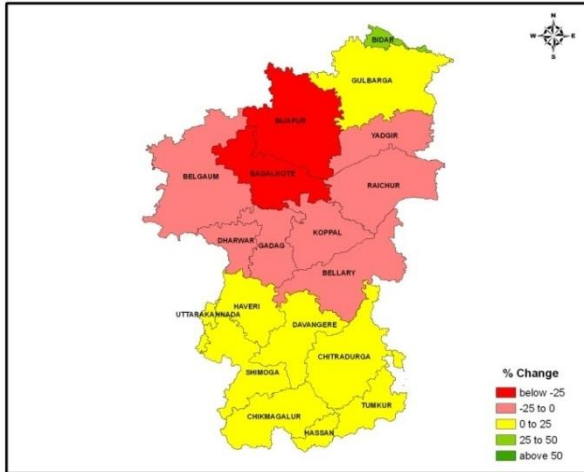 N
W E
S
BIDAR
GULBARGA
BIJAPUR
YADGIR
BAGALKOTE
BELGAUM
RAICHUR
KOPPAL
DHARWAR
GADAG
BELLARY
HAVERI
UTTARAKANNADA
DAVANGERE
CHITRADURGA
SHIMOGA
TUMKUR
CHIKMAGALUR
HASSAN
% Change
below -25
-25 to 0
0 to 25
25 to 50
above 50